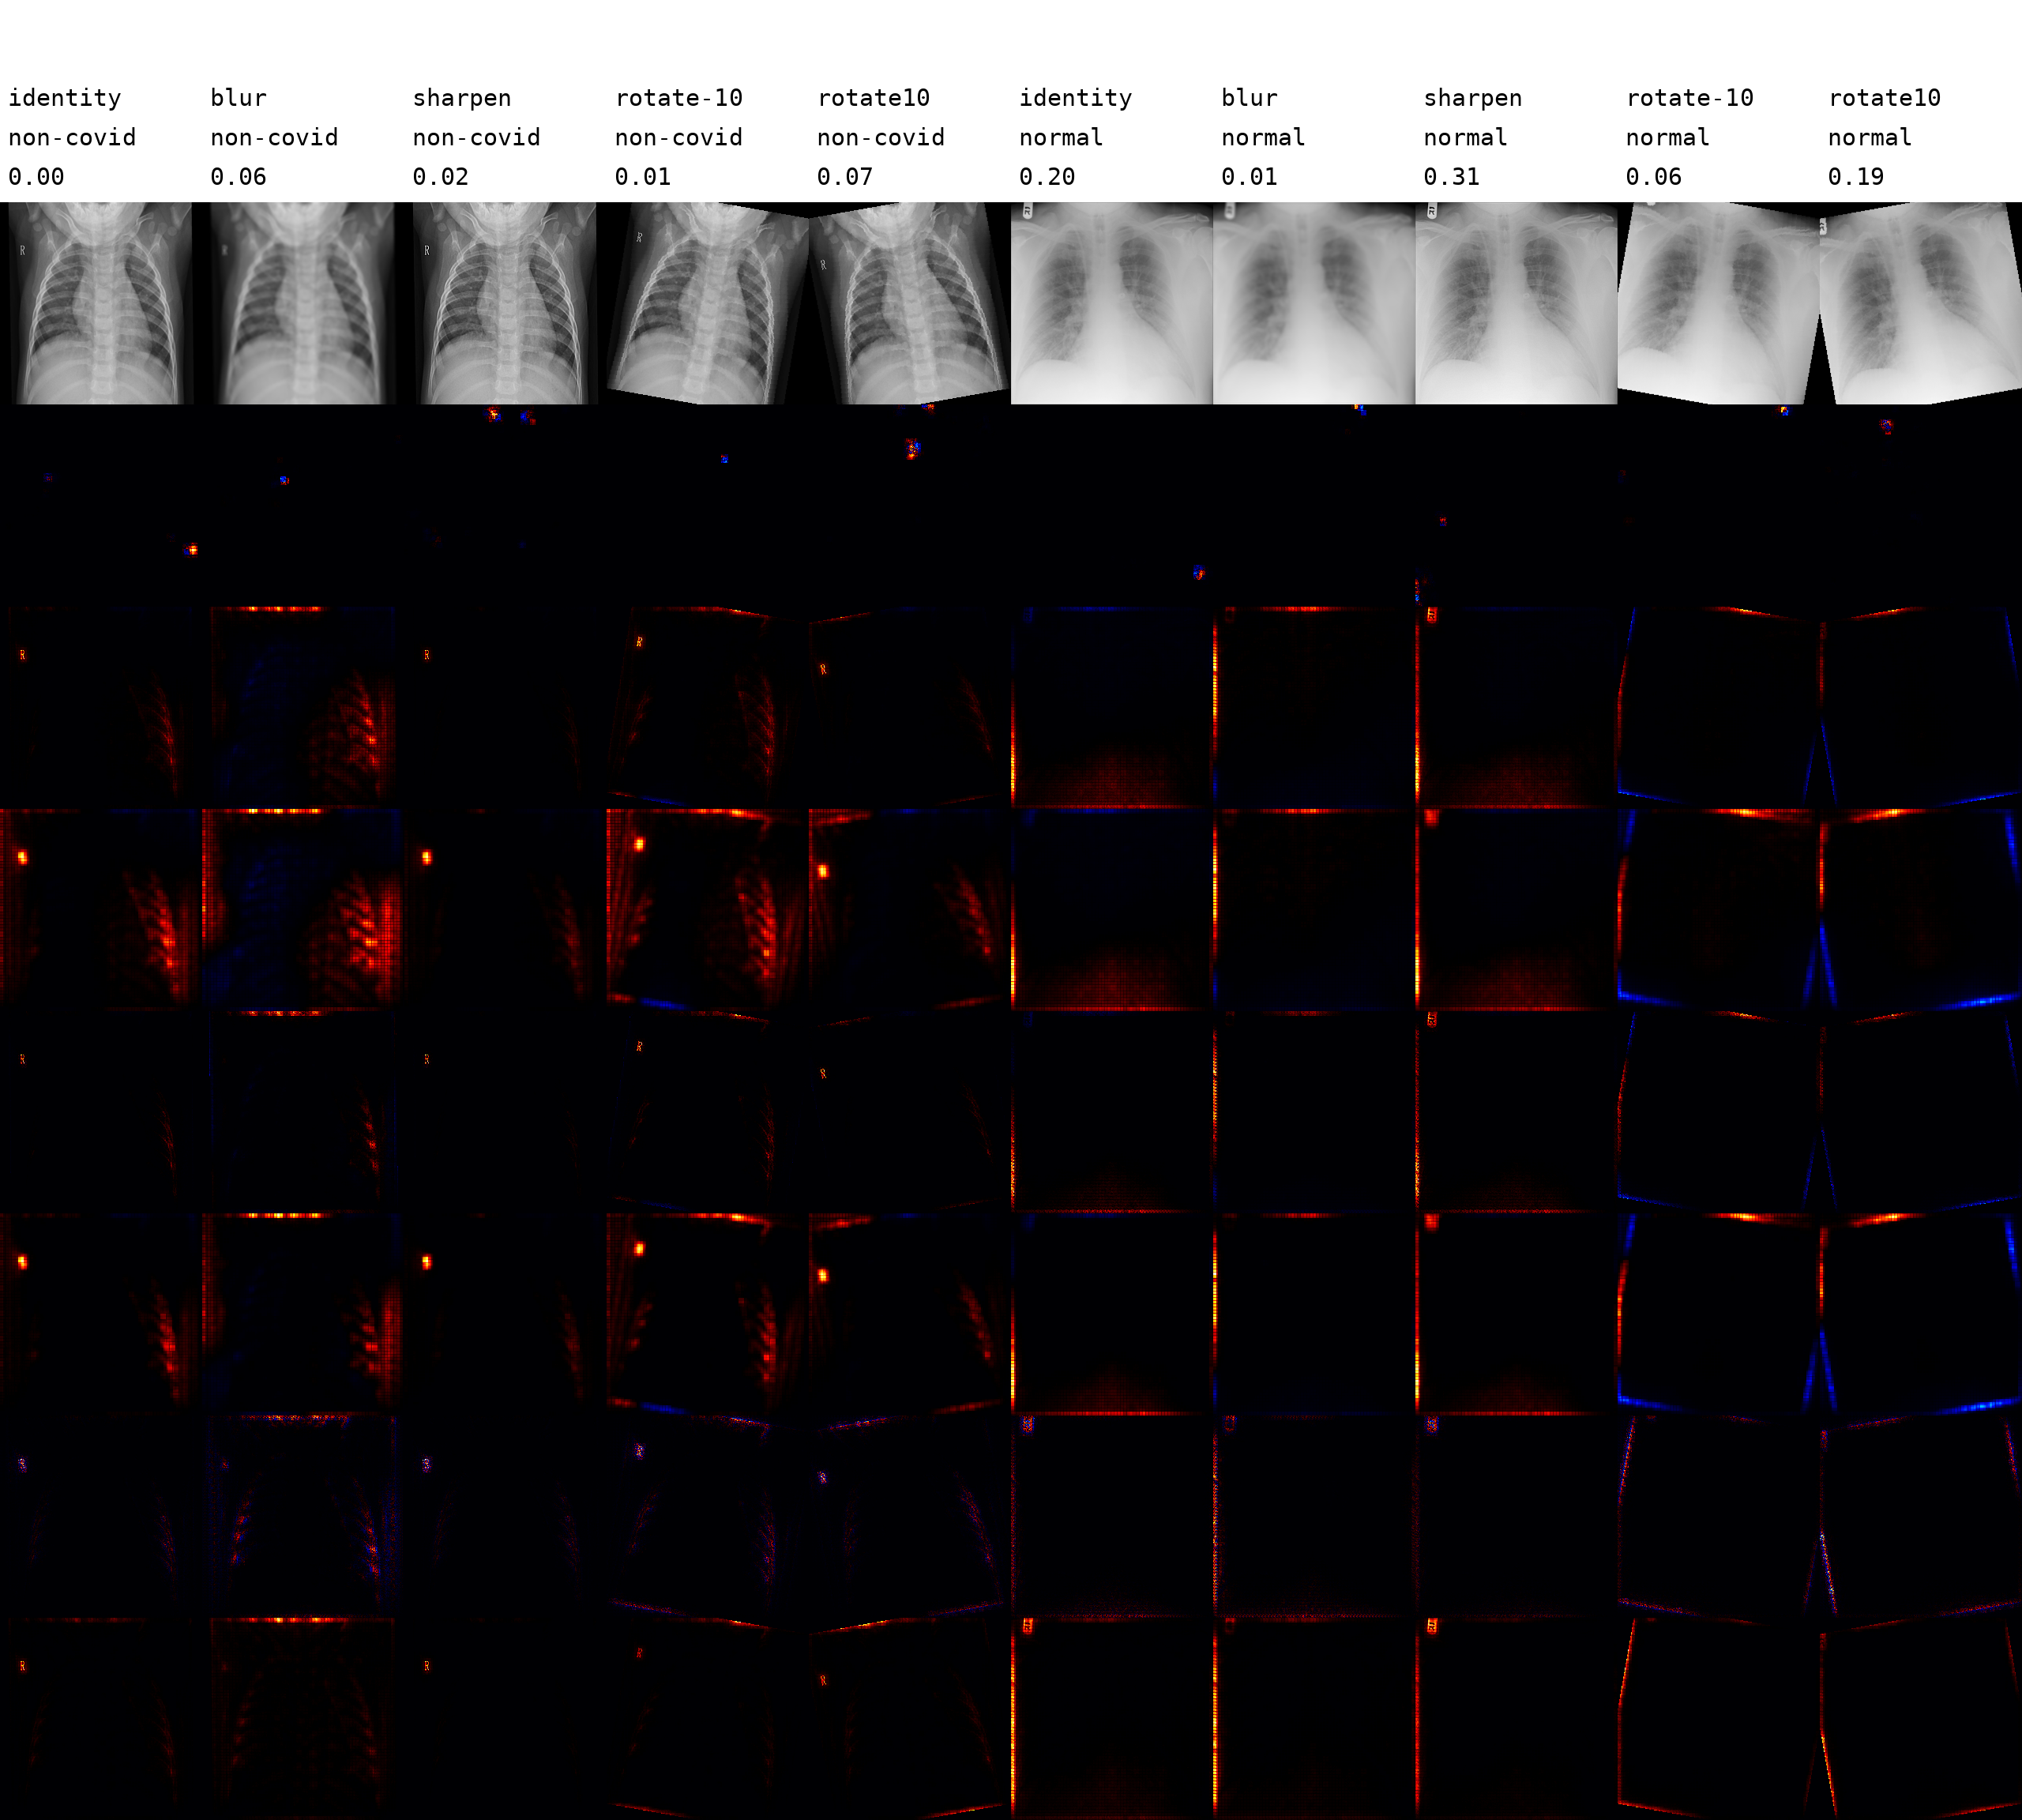 identity blur sharpen rotate-10 rotate10 identity blur sharpen rotate-10 rotate10
non-covid non-covid non-covid non-covid non-covid normal normal normal normal normal
0.00 0.06 0.02 0.01 0.07 0.20 0.01 0.31 0.06 0.19
R R R R R